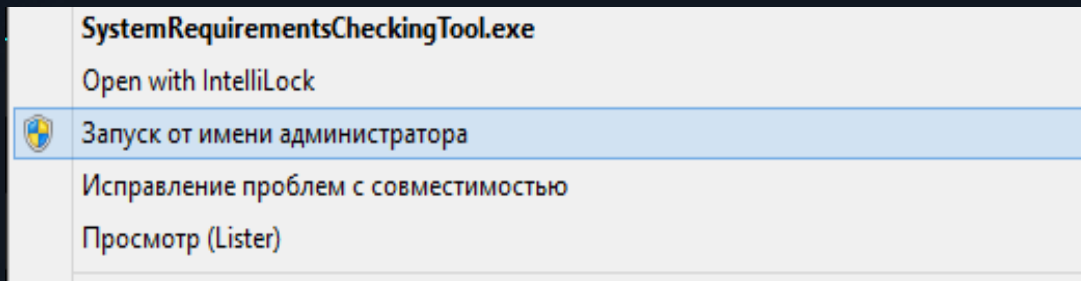 SystemRequirementsCheckingTool.exe
Open with IntelliLock
Запуск от имени администратора
Исправление проблем с совместимостью
Просмотр (Lister)